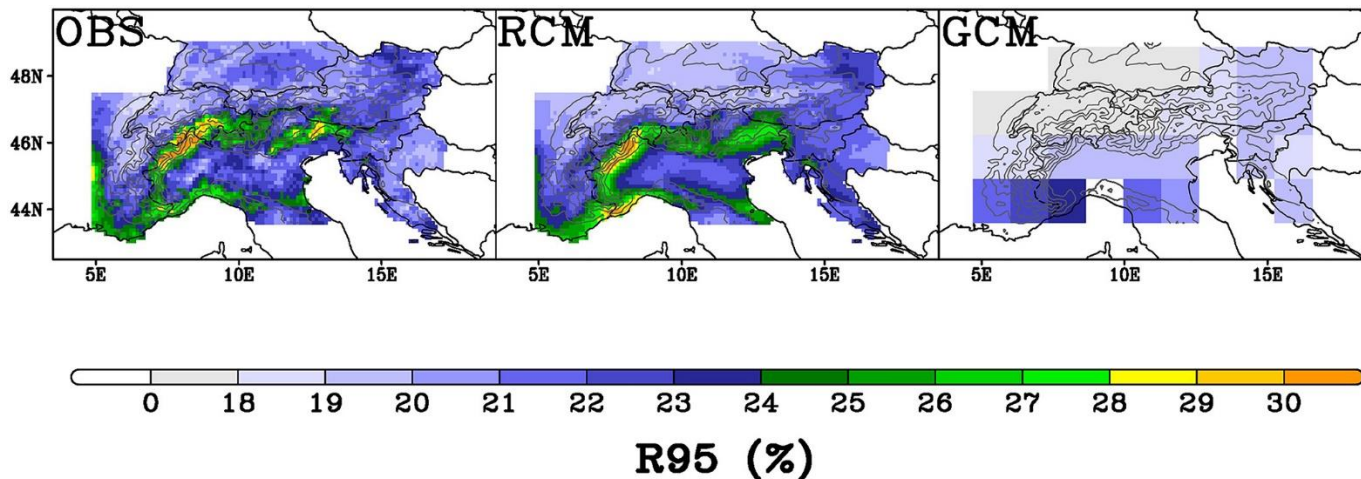 OBS RCM GCM
48N
46N
44N
5E 10E 15E 5E 10E 15E 5E 10E 15E
0 18 19 20 21 22 23 24 25 26 27 28 29 30
R95 (%)